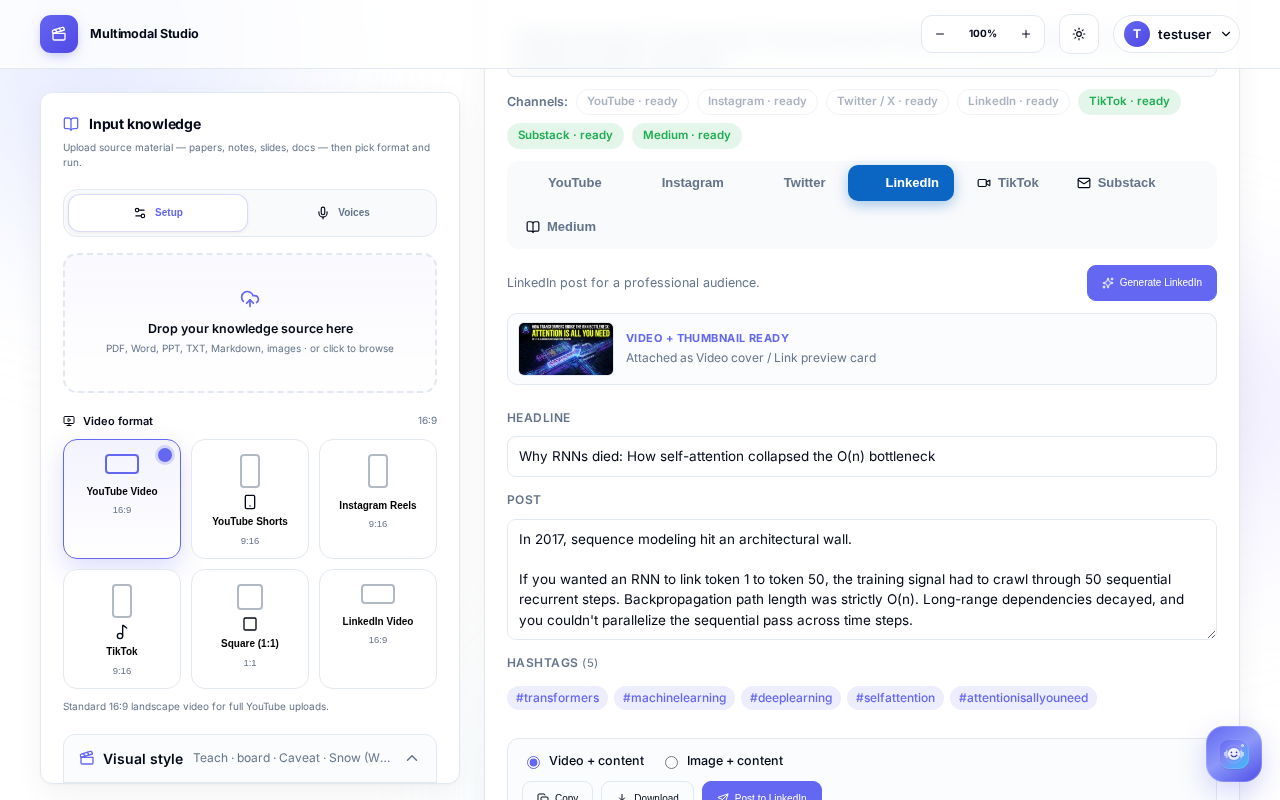 Multimodal Studio
100%
T testuser
Input knowledge
Upload source material — papers, notes, slides, docs — then pick format and
run.
Setup
Voices
Drop your knowledge source here
PDF, Word, PPT, TXT, Markdown, images · or click to browse
Video format
16:9
YouTube Video
16:9
YouTube Shorts
9:16
Instagram Reels
9:16
TikTok
9:16
Square (1:1)
1:1
LinkedIn Video
16:9
Standard 16:9 landscape video for full YouTube uploads.
Visual style Teach · board · Caveat · Snow (W...
Channels: YouTube · ready Instagram · ready Twitter / X · ready LinkedIn · ready TikTok · ready
Substack · ready Medium · ready
YouTube Instagram Twitter LinkedIn TikTok Substack
Medium
LinkedIn post for a professional audience.
Generate LinkedIn
ATTENTION IS ALL YOU NEED
VIDEO + THUMBNAIL READY
Attached as Video cover / Link preview card
HEADLINE
Why RNNs died: How self-attention collapsed the O(n) bottleneck
POST
In 2017, sequence modeling hit an architectural wall.
If you wanted an RNN to link token 1 to token 50, the training signal had to crawl through 50 sequential
recurrent steps. Backpropagation path length was strictly O(n). Long-range dependencies decayed, and
you couldn't parallelize the sequential pass across time steps.
HASHTAGS (5)
#transformers #machinelearning #deeplearning #selfattention #attentionisallyouneed
Video + content Image + content
Copy Download Post to LinkedIn